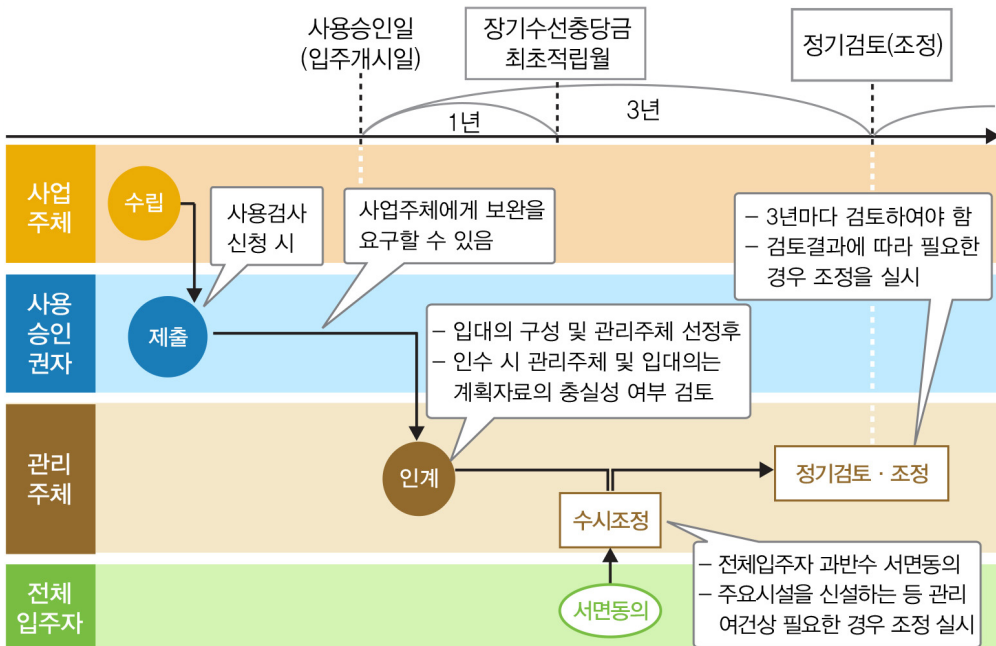 사용승인일
(입주개시일)
장기수선충당금
최초적립월
정기검토(조정)
1년
3년
사업
주체
수립
사용검사
신청 시
사업주체에게 보완을
요구할 수 있음
– 3년마다 검토하여야 함
– 검토결과에 따라 필요한
경우 조정을 실시
사용
승인
권자
제출
– 입대의 구성 및 관리주체 선정후
– 인수 시 관리주체 및 입대의는
계획자료의 충실성 여부 검토
관리
주체
인계
정기검토 · 조정
수시조정
– 전체입주자 과반수 서면동의
– 주요시설을 신설하는 등 관리
여건상 필요한 경우 조정 실시
전체
입주자
서면동의